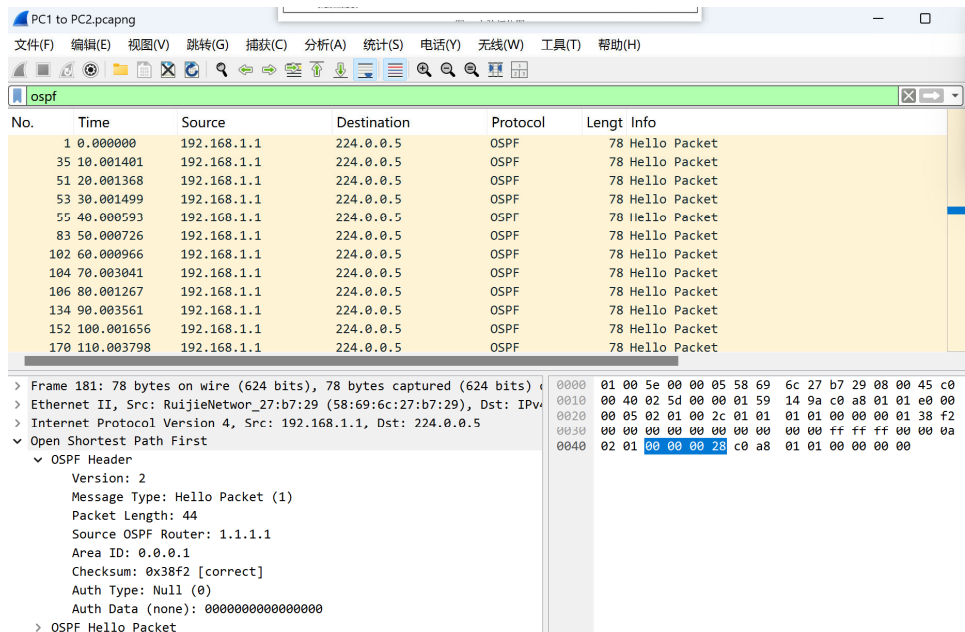 PC1 to PC2.pcapng
文件(F) 编辑(E) 视图(V) 跳转(G) 捕获(C) 分析(A) 统计(S) 电话(Y) 无线(W) 工具(T) 帮助(H)
ospf
No. Time Source Destination Protocol Lengt Info
1 0.000000 192.168.1.1 224.0.0.5 OSPF 78 Hello Packet
35 10.001401 192.168.1.1 224.0.0.5 OSPF 78 Hello Packet
51 20.001368 192.168.1.1 224.0.0.5 OSPF 78 Hello Packet
53 30.001499 192.168.1.1 224.0.0.5 OSPF 78 Hello Packet
55 40.000593 192.168.1.1 224.0.0.5 OSPF 78 Hello Packet
83 50.000726 192.168.1.1 224.0.0.5 OSPF 78 Hello Packet
102 60.000966 192.168.1.1 224.0.0.5 OSPF 78 Hello Packet
104 70.003041 192.168.1.1 224.0.0.5 OSPF 78 Hello Packet
106 80.001267 192.168.1.1 224.0.0.5 OSPF 78 Hello Packet
134 90.003561 192.168.1.1 224.0.0.5 OSPF 78 Hello Packet
152 100.001656 192.168.1.1 224.0.0.5 OSPF 78 Hello Packet
170 110.003798 192.168.1.1 224.0.0.5 OSPF 78 Hello Packet
Frame 181: 78 bytes on wire (624 bits), 78 bytes captured (624 bits)
Ethernet II, Src: RuijieNetwor_27:b7:29 (58:69:6c:27:b7:29), Dst: IPv4
Internet Protocol Version 4, Src: 192.168.1.1, Dst: 224.0.0.5
Open Shortest Path First
OSPF Header
Version: 2
Message Type: Hello Packet (1)
Packet Length: 44
Source OSPF Router: 1.1.1.1
Area ID: 0.0.0.1
Checksum: 0x38f2 [correct]
Auth Type: Null (0)
Auth Data (none): 0000000000000000
OSPF Hello Packet
0000 01 00 5e 00 00 05 58 69 6c 27 b7 29 08 00 45 c0
0010 00 40 02 5d 00 00 01 59 14 9a c0 a8 01 01 e0 00
0020 00 05 02 01 00 2c 01 01 01 01 00 00 00 01 38 f2
0030 00 00 00 00 00 00 00 00 00 00 ff ff ff 00 00 0a
0040 02 01 00 00 00 28 c0 a8 01 01 00 00 00 00